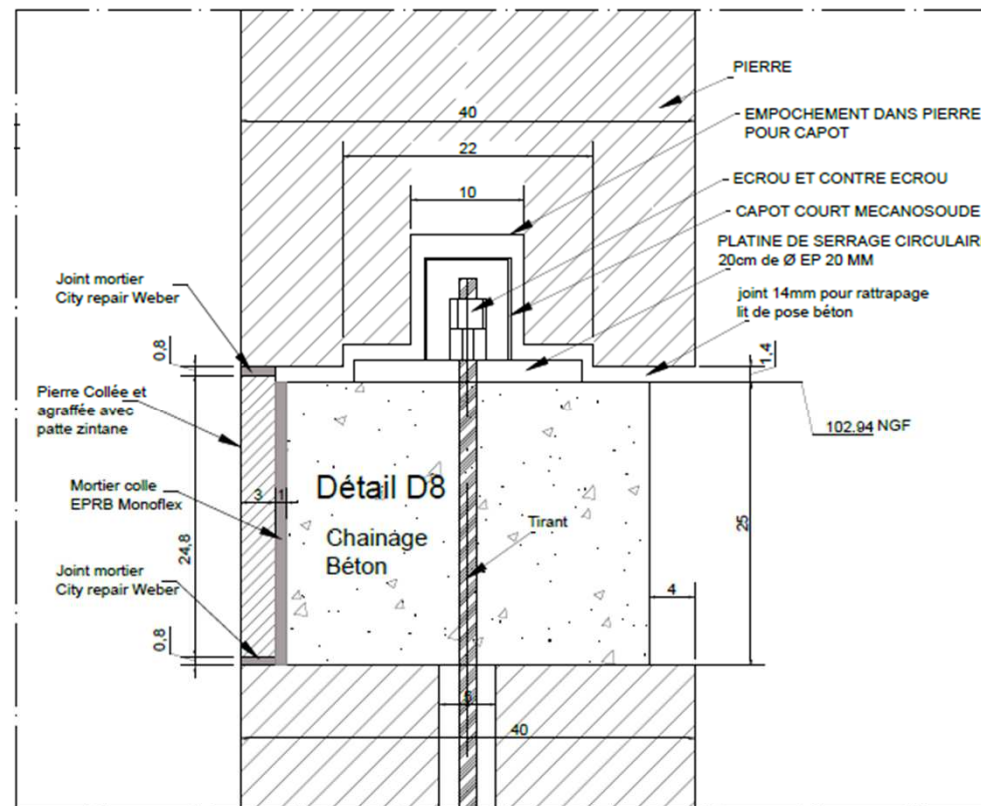 PIERRE
40
EMPOCHEMENT DANS PIERRE
POUR CAPOT
22
ECROU ET CONTRE ECROU
10
CAPOT COURT MECANOSOUDE
PLATINE DE SERRAGE CIRCULAIRE
20cm de Ø EP 20 MM
Joint mortier
City repair Weber
joint 14mm pour rattrapage
lit de pose béton
0,8
1,4
Pierre Collée et
agraffée avec
patte zintane
102.94 NGF
Mortier colle
EPRB Monoflex
3
1
Détail D8
Chainage
Béton
Tirant
24,8
25
Joint mortier
City repair Weber
4
0,8
5
40